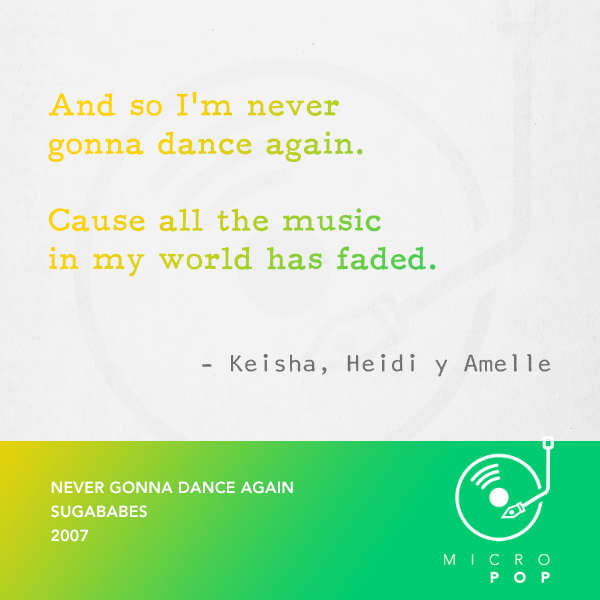 And so I'm never
gonna dance again.
Cause all the music
in my world has faded.
- Keisha, Heidi y Amelle
NEVER GONNA DANCE AGAIN
SUGABABES
2007
MICRO
POP